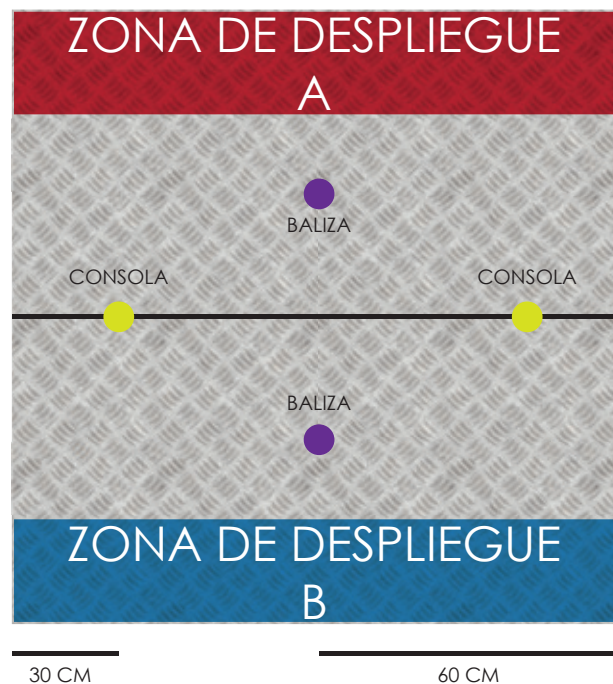 ZONA DE DESPLIEGUE
A
BALIZA
CONSOLA
CONSOLA
BALIZA
ZONA DE DESPLIEGUE
B
30 CM
60 CM